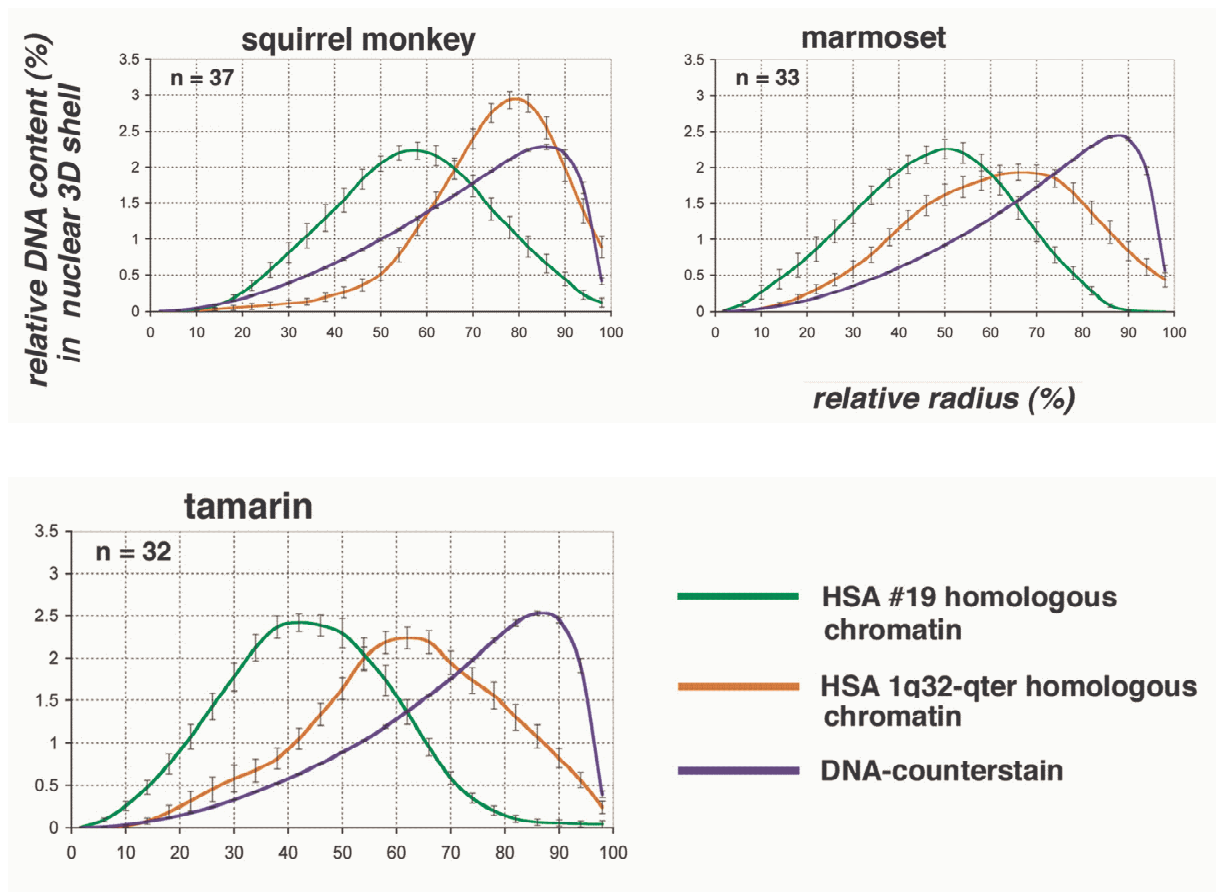 squirrel monkey
marmoset
relative DNA content (%)
in nuclear 3D shell
n = 37
3.5
3
2.5
2
1.5
1
0.5
0
0 10 20 30 40 50 60 70 80 90 100
n = 33
3.5
3
2.5
2
1.5
1
0.5
0
0 10 20 30 40 50 60 70 80 90 100
relative radius (%)
tamarin
n = 32
3.5
3
2.5
2
1.5
1
0.5
0
0 10 20 30 40 50 60 70 80 90 100
HSA #19 homologous
chromatin
HSA 1q32-qter homologous
chromatin
DNA-counterstain